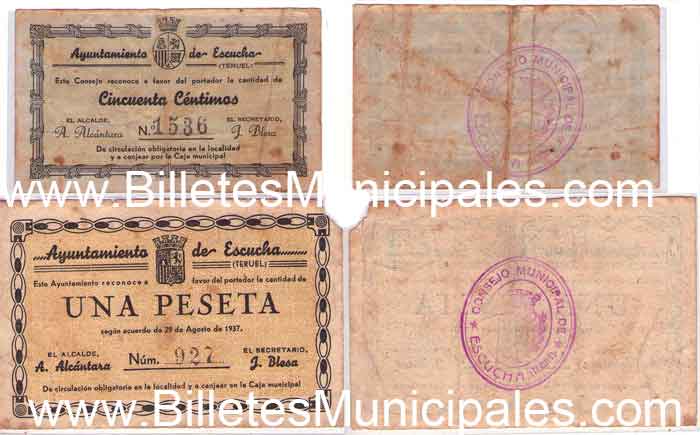 Ayuntamiento de Escucha
(TERUEL)
Este Consejo reconoce a favor del portador la cantidad de
Cincuenta Céntimos
EL ALCALDE, EL SECRETARIO,
A. Alcántara N. 1536 J. Blesa
De circulación obligatoria en la localidad
y a canjear por la Caja municipal
CONSEJO MUNICIPAL DE
ESCUCHA
www.BilletesMunicipales.com
Ayuntamiento de Escucha
(TERUEL)
Este Ayuntamiento reconoce a favor del portador la cantidad de
UNA PESETA
según acuerdo de 29 de Agosto de 1937.
EL ALCALDE, EL SECRETARIO,
A. Alcántara Núm. 927 J. Blesa
De circulación obligatoria en la localidad y a canjear en la Caja municipal
CONSEJO MUNICIPAL DE
ESCUCHA (Teruel)
www.BilletesMunicipales.com